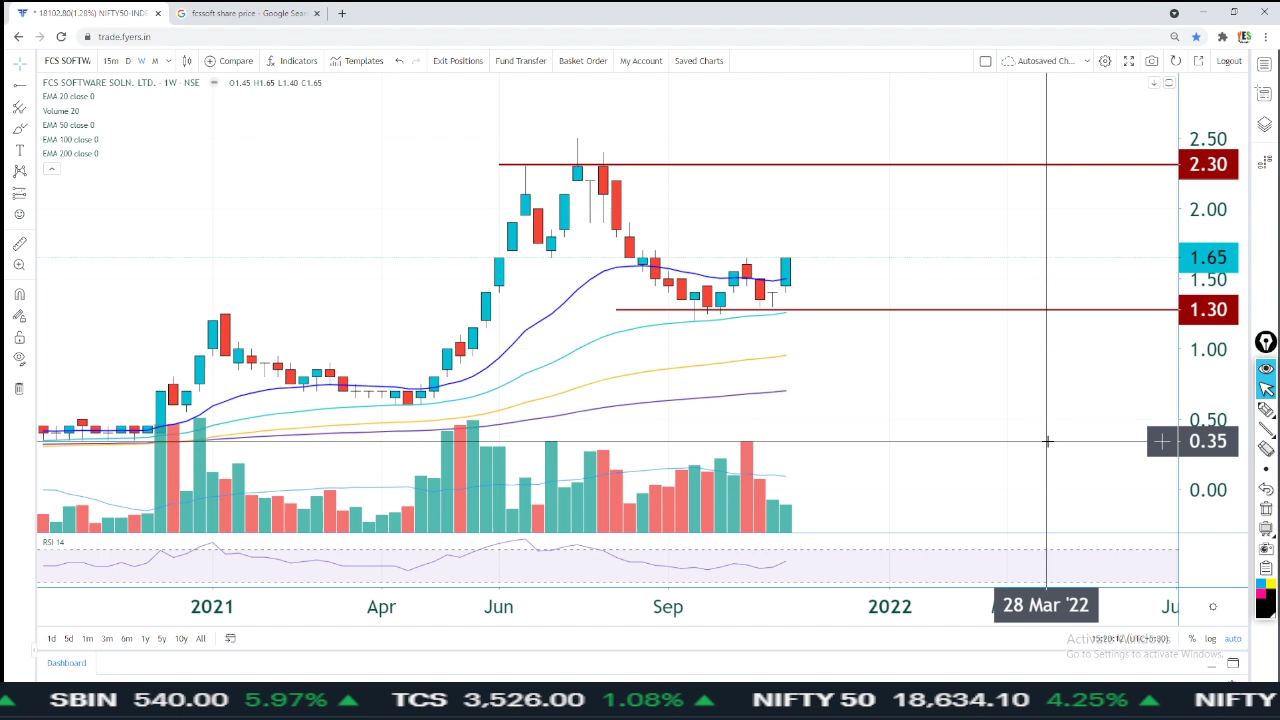 * 18102.80(1.28%) NIFTY50-INDE
fcssoft share price - Google Sear
trade.fyers.in
FCS SOFTWA 15m D W M Compare Indicators Templates Exit Positions Fund Transfer Basket Order My Account Saved Charts Autosaved Ch... Logout
FCS SOFTWARE SOLN. LTD. · 1W · NSE O1.45 H1.65 L1.40 C1.65
EMA 20 close 0
Volume 20
EMA 50 close 0
EMA 100 close 0
EMA 200 close 0
2.50
2.30
2.00
1.65
1.50
1.30
1.00
0.50
0.35
0.00
RSI 14
2021 Apr Jun Sep 2022 28 Mar '22 Ju
1d 5d 1m 3m 6m 1y 5y 10y All % log auto
Activate Windows
Go to Settings to activate Windows.
Dashboard
SBIN 540.00 5.97% ▲ TCS 3,526.00 1.08% ▲ NIFTY 50 18,634.10 4.25% ▲ NIFTY